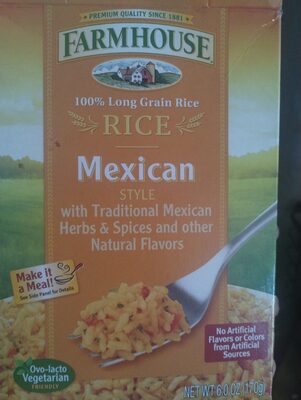 PREMIUM QUALITY SINCE 1881
FARMHOUSE
100% Long Grain Rice
RICE
Mexican
STYLE
with Traditional Mexican
Herbs & Spices and other
Natural Flavors
Make it
a Meal!
See Side Panel for Details
No Artificial
Flavors or Colors
from Artificial
Sources
Ovo-lacto
Vegetarian
FRIENDLY
NET WT 6.0 OZ (170g)